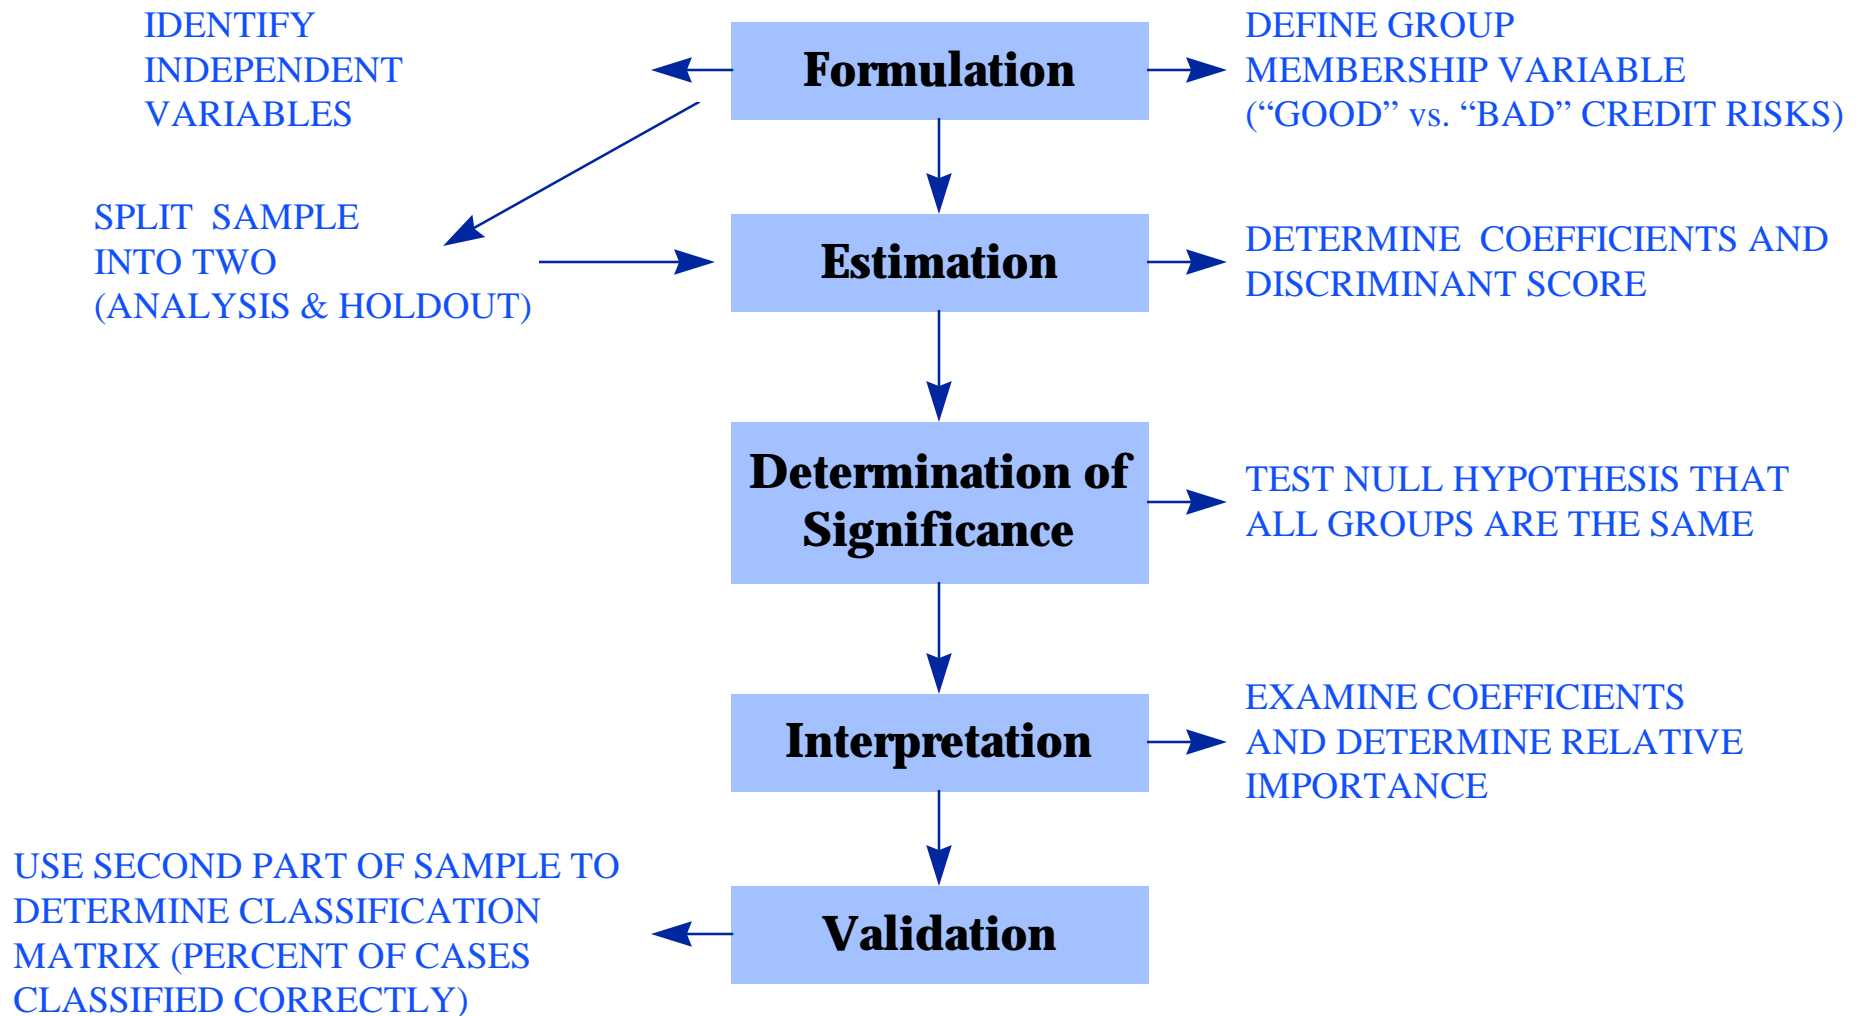 IDENTIFY
INDEPENDENT
VARIABLES
Formulation
DEFINE GROUP
MEMBERSHIP VARIABLE
(“GOOD” vs. “BAD” CREDIT RISKS)
SPLIT SAMPLE
INTO TWO
(ANALYSIS & HOLDOUT)
Estimation
DETERMINE COEFFICIENTS AND
DISCRIMINANT SCORE
Determination of
Significance
TEST NULL HYPOTHESIS THAT
ALL GROUPS ARE THE SAME
Interpretation
EXAMINE COEFFICIENTS
AND DETERMINE RELATIVE
IMPORTANCE
USE SECOND PART OF SAMPLE TO
DETERMINE CLASSIFICATION
MATRIX (PERCENT OF CASES
CLASSIFIED CORRECTLY)
Validation